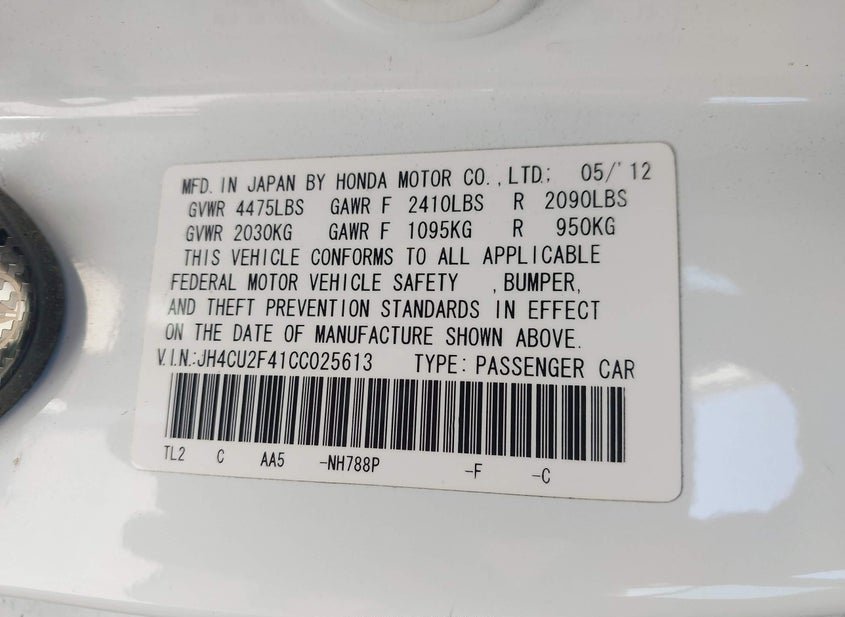 MFD. IN JAPAN BY HONDA MOTOR CO., LTD; 05/'12
GVWR 4475LBS GAWR F 2410LBS R 2090LBS
GVWR 2030KG GAWR F 1095KG R 950KG
THIS VEHICLE CONFORMS TO ALL APPLICABLE
FEDERAL MOTOR VEHICLE SAFETY , BUMPER,
AND THEFT PREVENTION STANDARDS IN EFFECT
ON THE DATE OF MANUFACTURE SHOWN ABOVE.
V.I.N.:JH4CU2F41CC025613 TYPE: PASSENGER CAR
TL2 C AA5 -NH788P -F -C